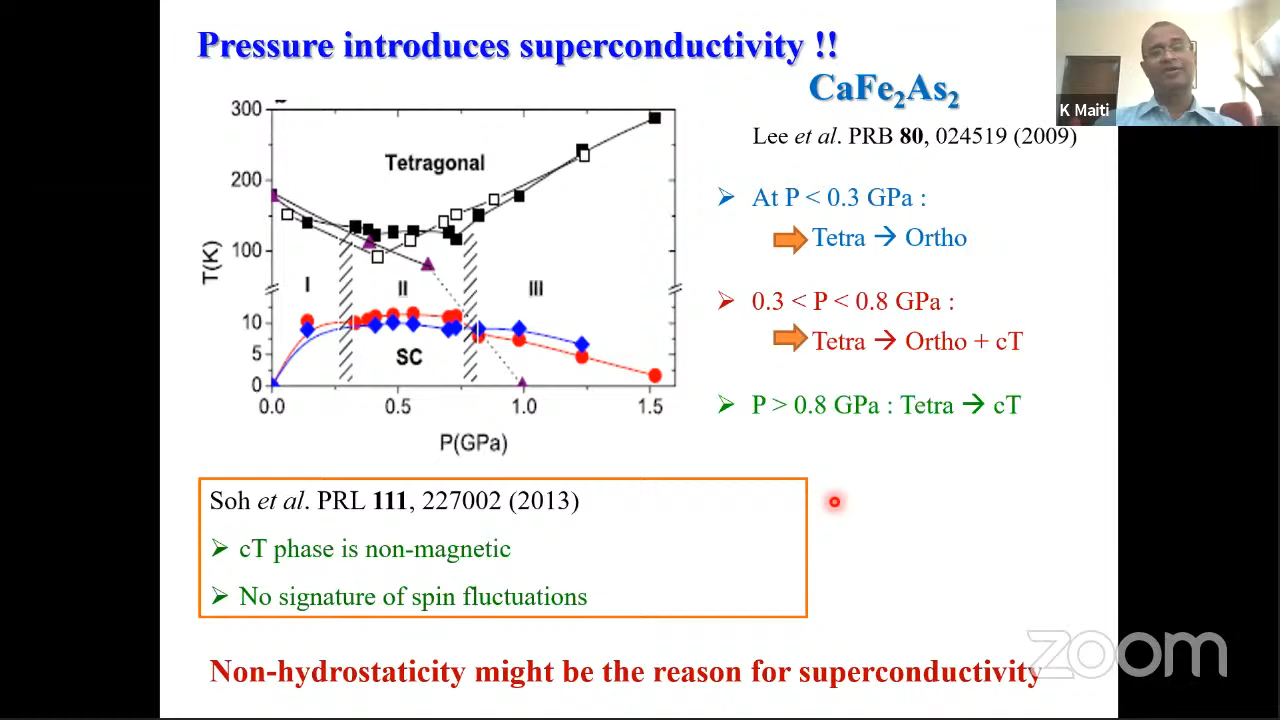 Pressure introduces superconductivity !!
CaFe₂As₂
K Maiti
Lee et al. PRB 80, 024519 (2009)
300
200
100
10
5
0
T(K)
Tetragonal
I
II
III
SC
0.0
0.5
1.0
1.5
P(GPa)
➢ At P < 0.3 GPa :
Tetra → Ortho
➢ 0.3 < P < 0.8 GPa :
Tetra → Ortho + cT
➢ P > 0.8 GPa : Tetra → cT
Soh et al. PRL 111, 227002 (2013)
➢ cT phase is non-magnetic
➢ No signature of spin fluctuations
Non-hydrostaticity might be the reason for superconductivity
zoom